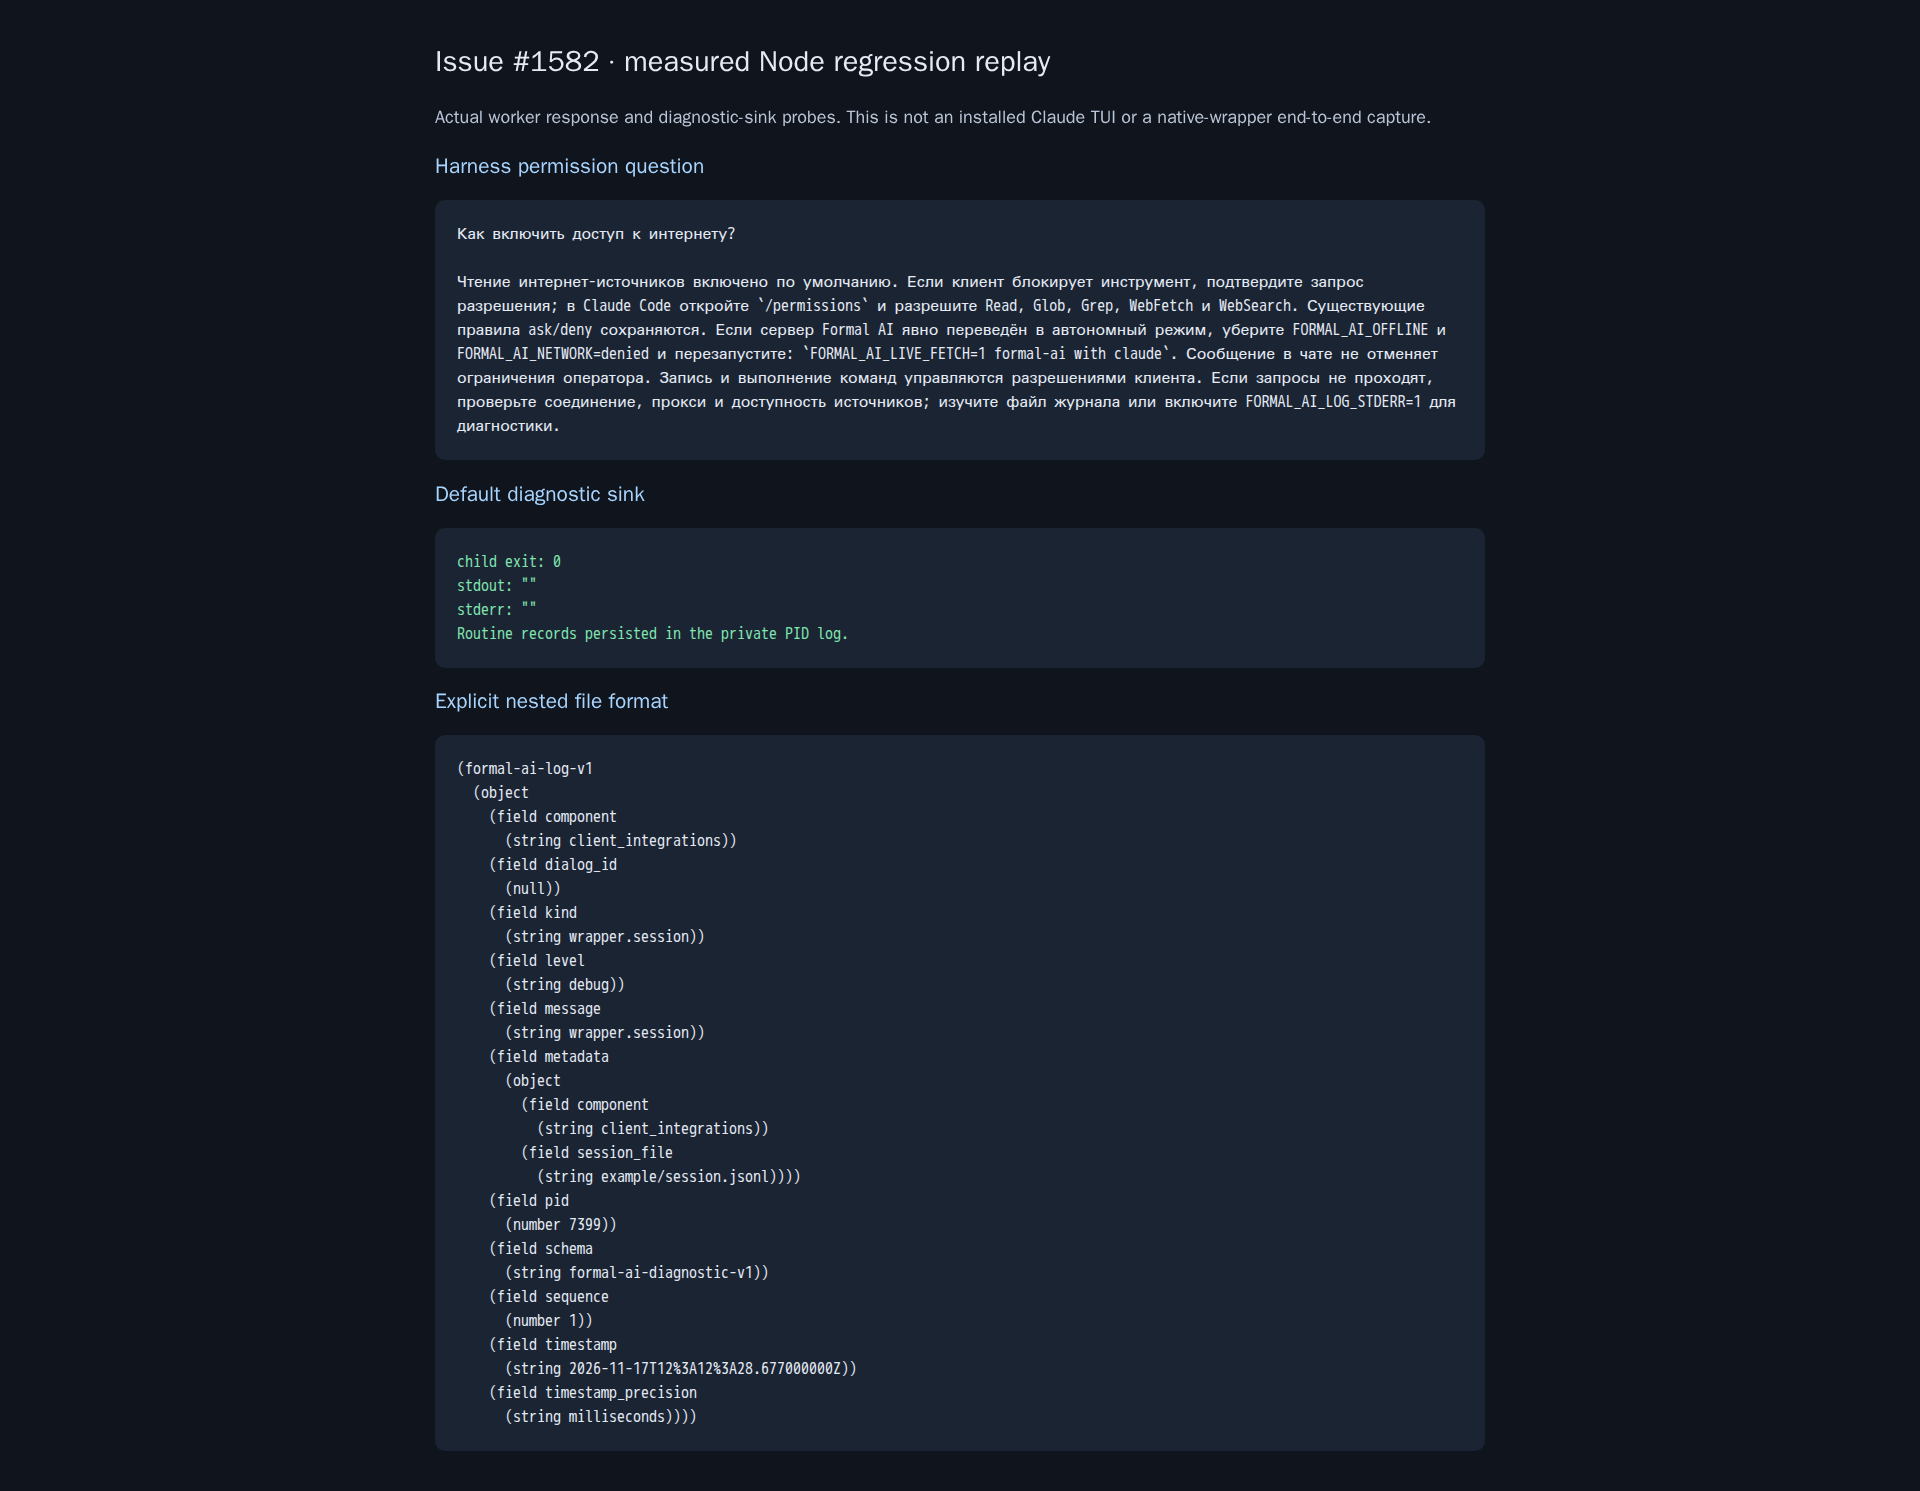 Issue #1582 · measured Node regression replay
Actual worker response and diagnostic-sink probes. This is not an installed Claude TUI or a native-wrapper end-to-end capture.
Harness permission question
Как включить доступ к интернету?
Чтение интернет-источников включено по умолчанию. Если клиент блокирует инструмент, подтвердите запрос
разрешения; в Claude Code откройте `/permissions` и разрешите Read, Glob, Grep, WebFetch и WebSearch. Существующие
правила ask/deny сохраняются. Если сервер Formal AI явно переведён в автономный режим, уберите FORMAL_AI_OFFLINE и
FORMAL_AI_NETWORK=denied и перезапустите: `FORMAL_AI_LIVE_FETCH=1 formal-ai with claude`. Сообщение в чате не отменяет
ограничения оператора. Запись и выполнение команд управляются разрешениями клиента. Если запросы не проходят,
проверьте соединение, прокси и доступность источников; изучите файл журнала или включите FORMAL_AI_LOG_STDERR=1 для
диагностики.
Default diagnostic sink
child exit: 0
stdout: ""
stderr: ""
Routine records persisted in the private PID log.
Explicit nested file format
(formal-ai-log-v1
  (object
    (field component
      (string client_integrations))
    (field dialog_id
      (null))
    (field kind
      (string wrapper.session))
    (field level
      (string debug))
    (field message
      (string wrapper.session))
    (field metadata
      (object
        (field component
          (string client_integrations))
        (field session_file
          (string example/session.jsonl))))
    (field pid
      (number 7399))
    (field schema
      (string formal-ai-diagnostic-v1))
    (field sequence
      (number 1))
    (field timestamp
      (string 2026-11-17T12%3A12%3A28.677000000Z))
    (field timestamp_precision
      (string milliseconds))))